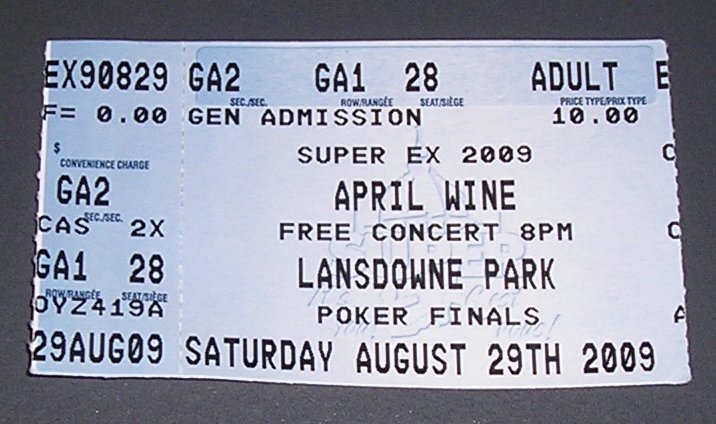 EX90829 GA2 GA1 28 ADULT E
SEC./SEC. ROW/RANGÉE SEAT/SIÈGE PRICE TYPE/PRIX TYPE
F= 0.00 GEN ADMISSION 10.00
$
CONVENIENCE CHARGE
SUPER EX 2009
GA2 APRIL WINE
SEC./SEC.
CAS 2X FREE CONCERT 8PM
GA1 28 LANSDOWNE PARK
ROW/RANGÉE SEAT/SIÈGE
OYZ419A POKER FINALS
29AUG09 SATURDAY AUGUST 29TH 2009